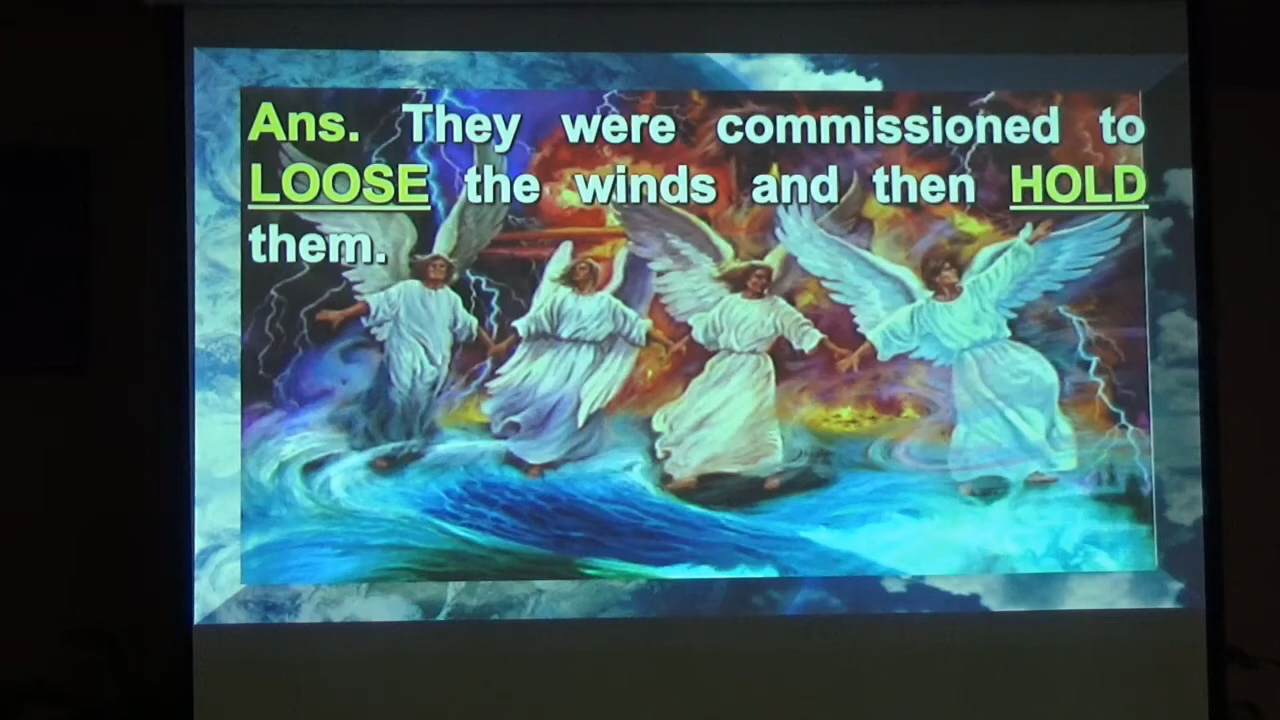 Ans. They were commissioned to
LOOSE the winds and then HOLD
them.